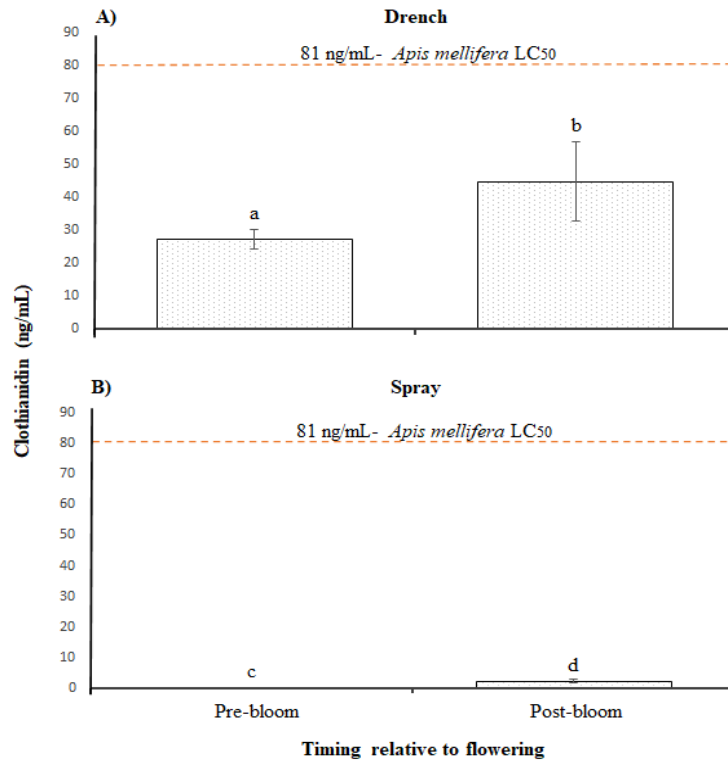 A)
Drench
90
81 ng/mL- Apis mellifera LC50
80
70
60
50
40
30
20
10
0
a
b
B)
Spray
90
81 ng/mL- Apis mellifera LC50
80
70
60
50
40
30
20
10
0
c
d
Clothianidin (ng/mL)
Pre-bloom
Post-bloom
Timing relative to flowering